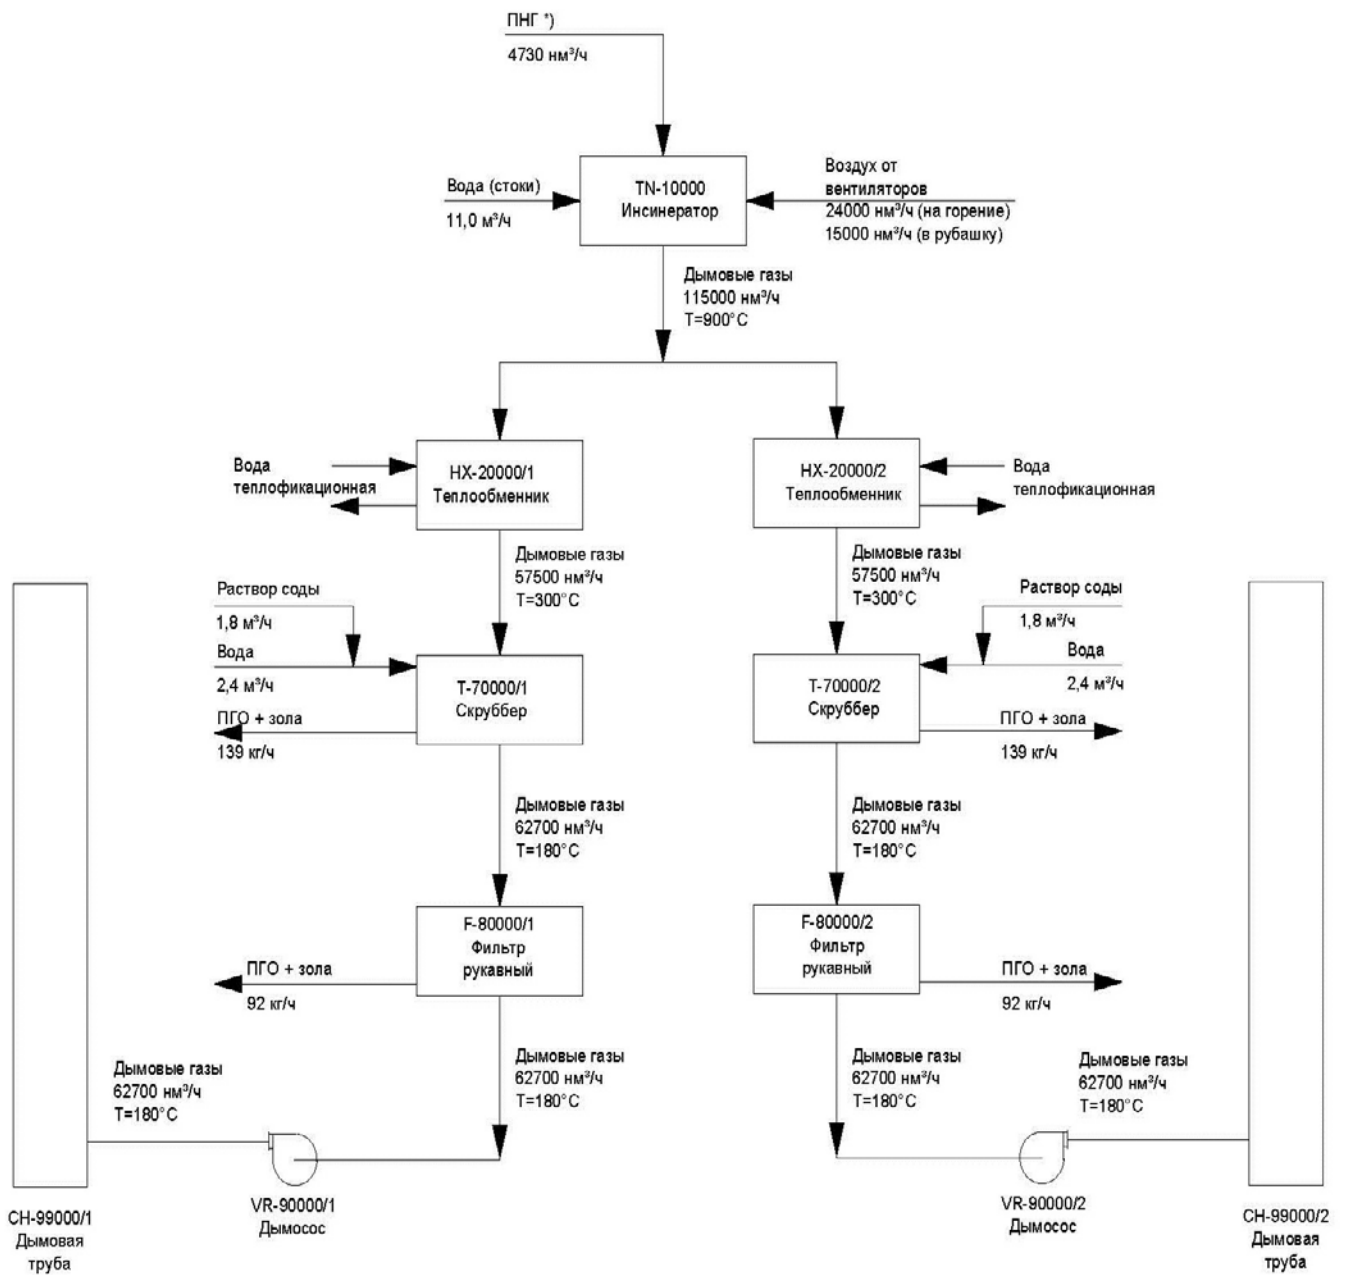 ПНГ *)
4730 нм³/ч
Вода (стоки)
11,0 м³/ч
TN-10000
Инсинератор
Воздух от
вентиляторов
24000 нм³/ч (на горение)
15000 нм³/ч (в рубашку)
Дымовые газы
115000 нм³/ч
T=900°C
Вода
теплофикационная
HX-20000/1
Теплообменник
HX-20000/2
Теплообменник
Вода
теплофикационная
Дымовые газы
57500 нм³/ч
T=300°C
Дымовые газы
57500 нм³/ч
T=300°C
Раствор соды
1,8 м³/ч
Вода
2,4 м³/ч
ПГО + зола
139 кг/ч
T-70000/1
Скруббер
T-70000/2
Скруббер
Раствор соды
1,8 м³/ч
Вода
2,4 м³/ч
ПГО + зола
139 кг/ч
Дымовые газы
62700 нм³/ч
T=180°C
Дымовые газы
62700 нм³/ч
T=180°C
ПГО + зола
92 кг/ч
F-80000/1
Фильтр
рукавный
F-80000/2
Фильтр
рукавный
ПГО + зола
92 кг/ч
Дымовые газы
62700 нм³/ч
T=180°C
Дымовые газы
62700 нм³/ч
T=180°C
Дымовые газы
62700 нм³/ч
T=180°C
Дымовые газы
62700 нм³/ч
T=180°C
CH-99000/1
Дымовая
труба
VR-90000/1
Дымосос
VR-90000/2
Дымосос
CH-99000/2
Дымовая
труба